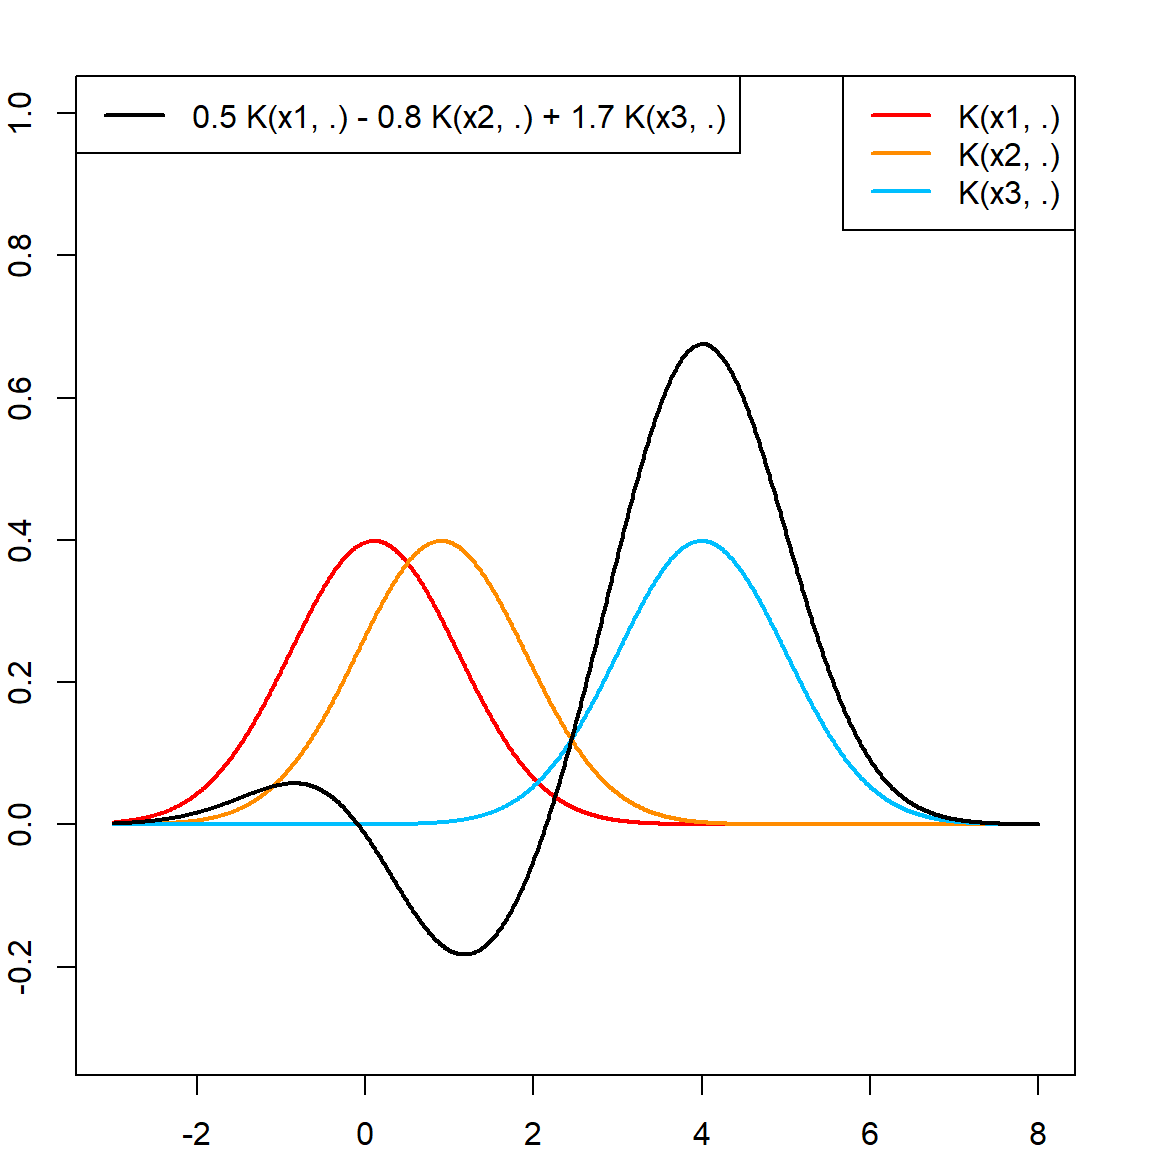 0.5 K(x1, .) - 0.8 K(x2, .) + 1.7 K(x3, .)
K(x1, .)
K(x2, .)
K(x3, .)
1.0
0.8
0.6
0.4
0.2
0.0
-0.2
-2 0 2 4 6 8